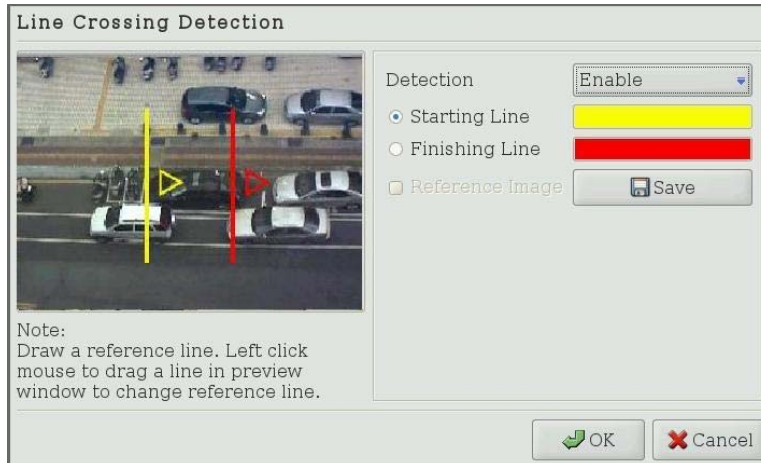 Line Crossing Detection
Detection
Enable
Starting Line
Finishing Line
Reference Image
Save
Note:
Draw a reference line. Left click
mouse to drag a line in preview
window to change reference line.
OK
Cancel